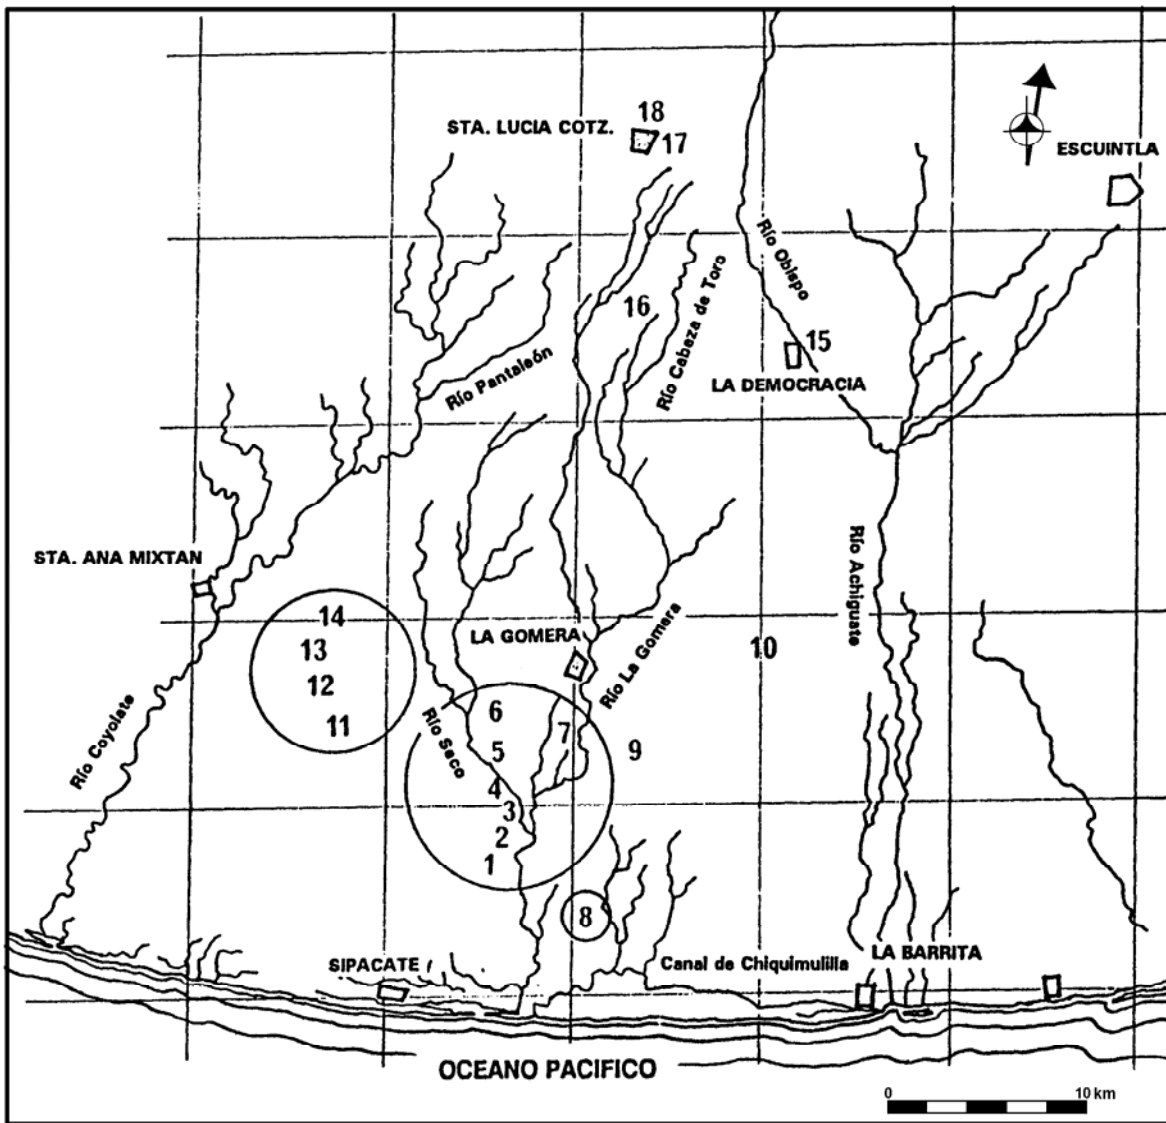 18
STA. LUCIA COTZ.
17
ESCUINTLA
Río Obispo
16
Río Cabeza de Toro
15
Río Pantaleón
LA DEMOCRACIA
Río Achiguate
STA. ANA MIXTAN
14
LA GOMERA
Río La Gomera
13
10
12
11
Río Seco
6
7
Río Coyolate
5
9
4
3
2
1
8
SIPACATE
Canal de Chiquimulilla
LA BARRITA
OCEANO PACIFICO
0 10 km